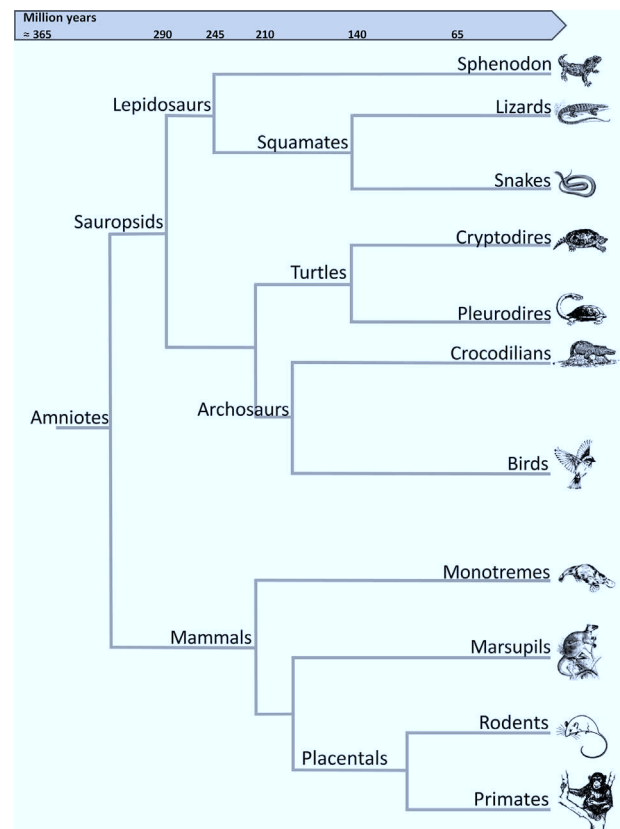 Million years
≈ 365 290 245 210 140 65
Sphenodon
Lepidosaurs
Lizards
Squamates
Snakes
Sauropsids
Cryptodires
Turtles
Pleurodires
Crocodilians
Archosaurs
Amniotes
Birds
Monotremes
Mammals
Marsupils
Rodents
Placentals
Primates